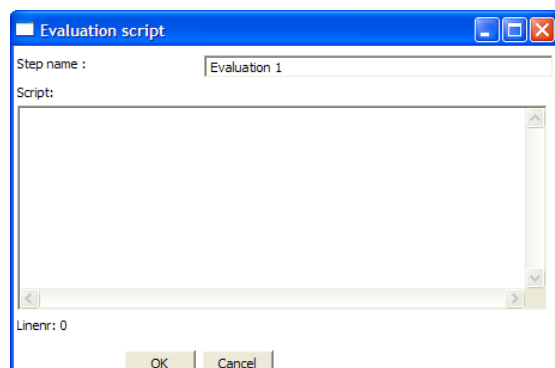 Evaluation script
Step name : Evaluation 1
Script:
Linenr: 0
OK Cancel